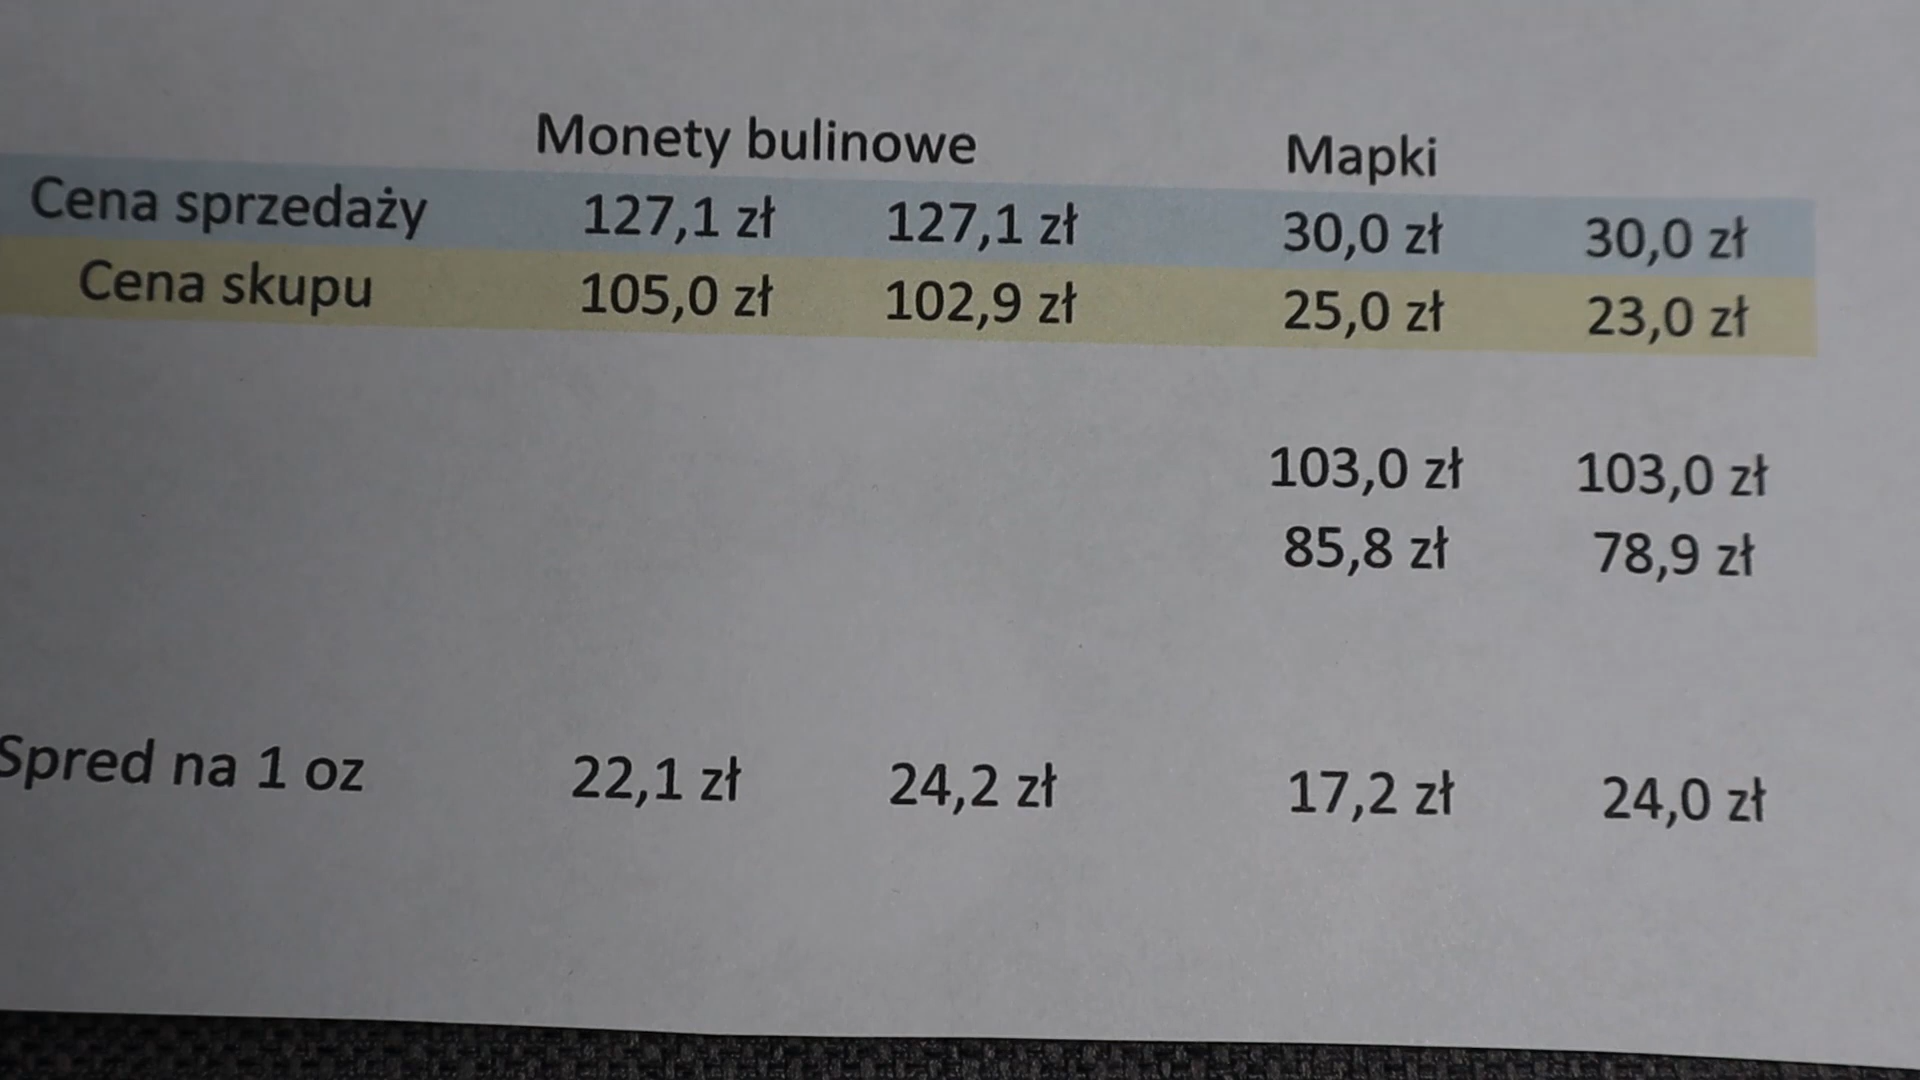 Monety bulinowe Mapki
Cena sprzedaży 127,1 zł 127,1 zł 30,0 zł 30,0 zł
Cena skupu 105,0 zł 102,9 zł 25,0 zł 23,0 zł
103,0 zł 103,0 zł
85,8 zł 78,9 zł
Spred na 1 oz 22,1 zł 24,2 zł 17,2 zł 24,0 zł